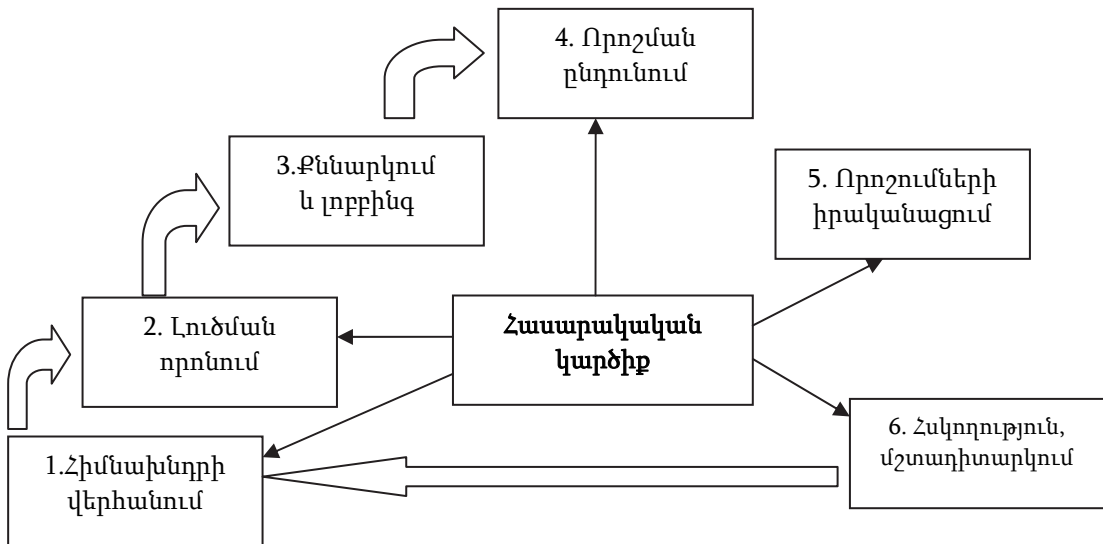 4. Որոշման
ընդունում
3.Քննարկում
և լոբբինգ
5. Որոշումների
իրականացում
2. Լուծման
որոնում
Հասարակական
կարծիք
6. Հսկողություն,
մշտադիտարկում
1.Հիմնախնդրի
վերհանում